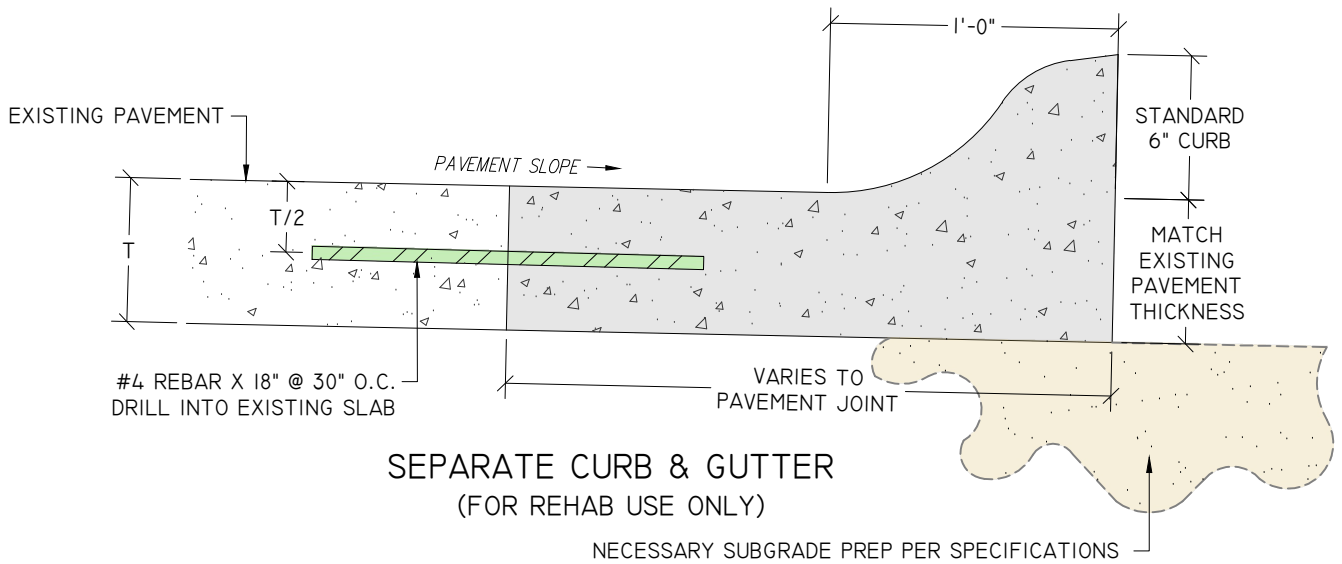 1'-0"
EXISTING PAVEMENT
STANDARD
6" CURB
PAVEMENT SLOPE
T/2
T
MATCH
EXISTING
PAVEMENT
THICKNESS
#4 REBAR X 18" @ 30" O.C.
DRILL INTO EXISTING SLAB
VARIES TO
PAVEMENT JOINT
SEPARATE CURB & GUTTER
(FOR REHAB USE ONLY)
NECESSARY SUBGRADE PREP PER SPECIFICATIONS